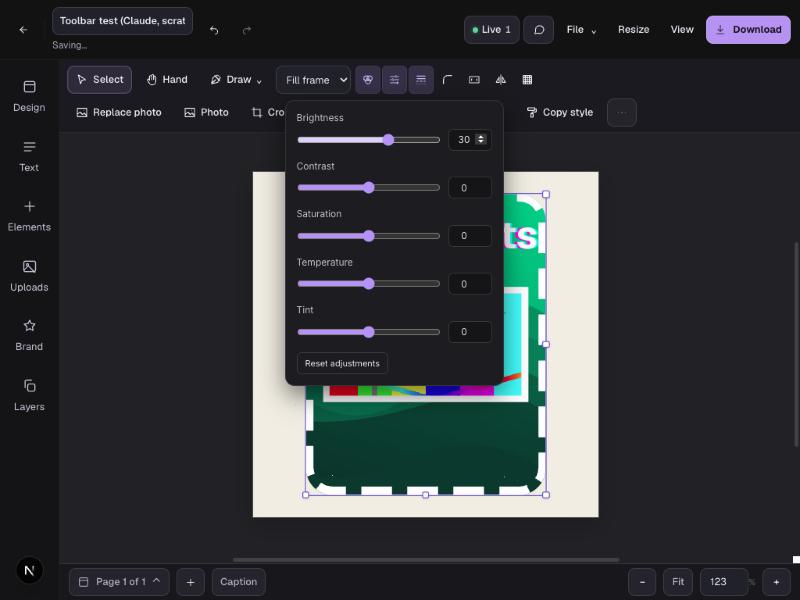 Toolbar test (Claude, scrat
Saving…
Live 1
File
Resize
View
Download
Select
Hand
Draw
Fill frame
Replace photo
Photo
Cro
Copy style
Design
Text
Elements
Uploads
Brand
Layers
Brightness
30
Contrast
0
Saturation
0
Temperature
0
Tint
0
Reset adjustments
ts
N
Page 1 of 1
Caption
Fit
123
%